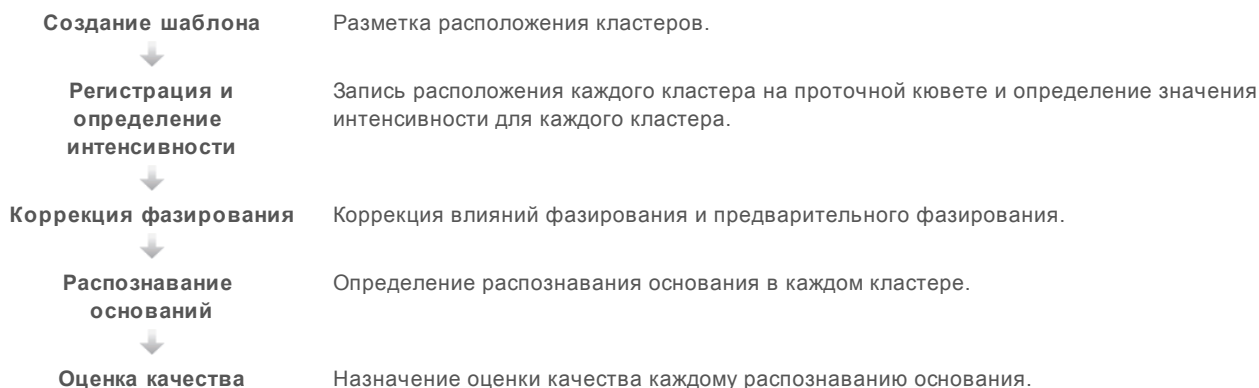 Создание шаблона
Разметка расположения кластеров.
Регистрация и
определение
интенсивности
Запись расположения каждого кластера на проточной кювете и определение значения
интенсивности для каждого кластера.
Коррекция фазирования
Коррекция влияний фазирования и предварительного фазирования.
Распознавание
оснований
Определение распознавания основания в каждом кластере.
Оценка качества
Назначение оценки качества каждому распознаванию основания.